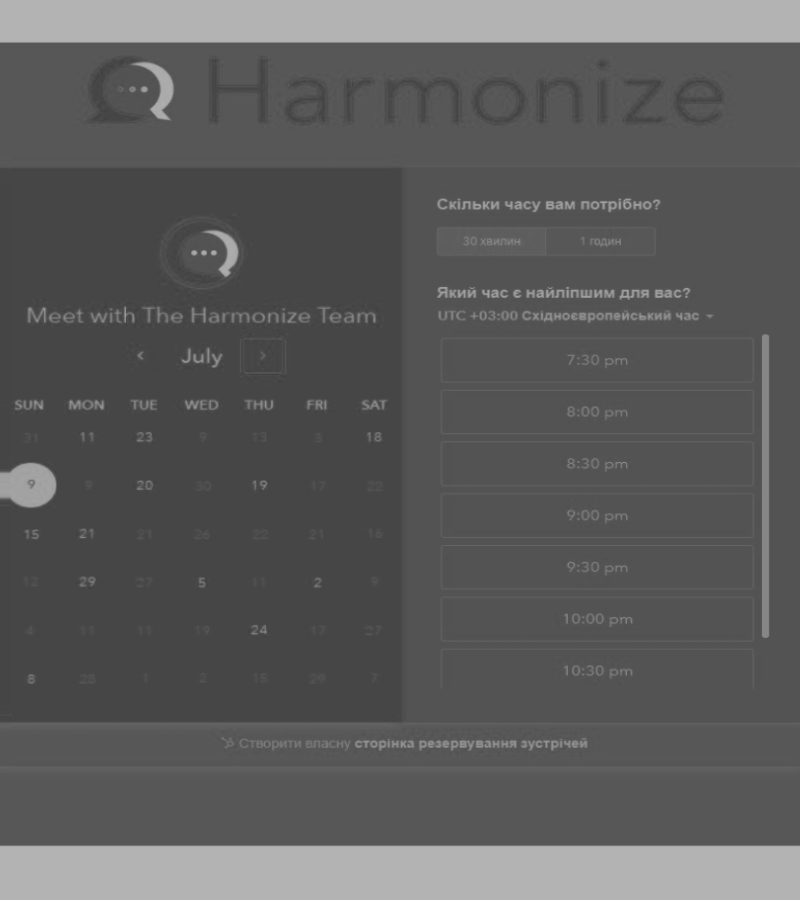 Harmonize
Meet with The Harmonize Team
July
SUN MON TUE WED THU FRI SAT
31 11 23 9 13 5 18
9 9 20 30 19 17 22
15 21 21 26 22 21 16
12 29 27 5 11 2 9
4 11 11 19 24 17 27
8 28 1 2 15 29 7
Скільки часу вам потрібно?
30 хвилин 1 годин
Який час є найліпшим для вас?
UTC +03:00 Східноєвропейський час
7:30 pm
8:00 pm
8:30 pm
9:00 pm
9:30 pm
10:00 pm
10:30 pm
Створити власну сторінка резервування зустрічей